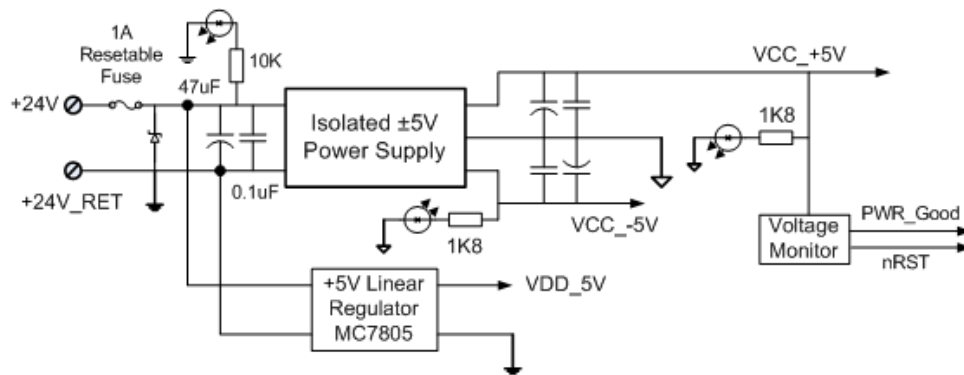 1A
Resetable
Fuse
10K
47uF
+24V
+24V_RET
0.1uF
Isolated ±5V
Power Supply
VCC_+5V
1K8
VCC_-5V
1K8
Voltage
Monitor
PWR_Good
nRST
+5V Linear
Regulator
MC7805
VDD_5V